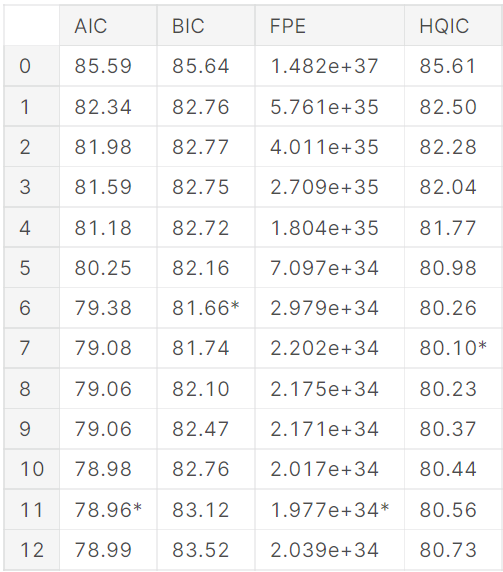 AIC BIC FPE HQIC
0 85.59 85.64 1.482e+37 85.61
1 82.34 82.76 5.761e+35 82.50
2 81.98 82.77 4.011e+35 82.28
3 81.59 82.75 2.709e+35 82.04
4 81.18 82.72 1.804e+35 81.77
5 80.25 82.16 7.097e+34 80.98
6 79.38 81.66* 2.979e+34 80.26
7 79.08 81.74 2.202e+34 80.10*
8 79.06 82.10 2.175e+34 80.23
9 79.06 82.47 2.171e+34 80.37
10 78.98 82.76 2.017e+34 80.44
11 78.96* 83.12 1.977e+34* 80.56
12 78.99 83.52 2.039e+34 80.73